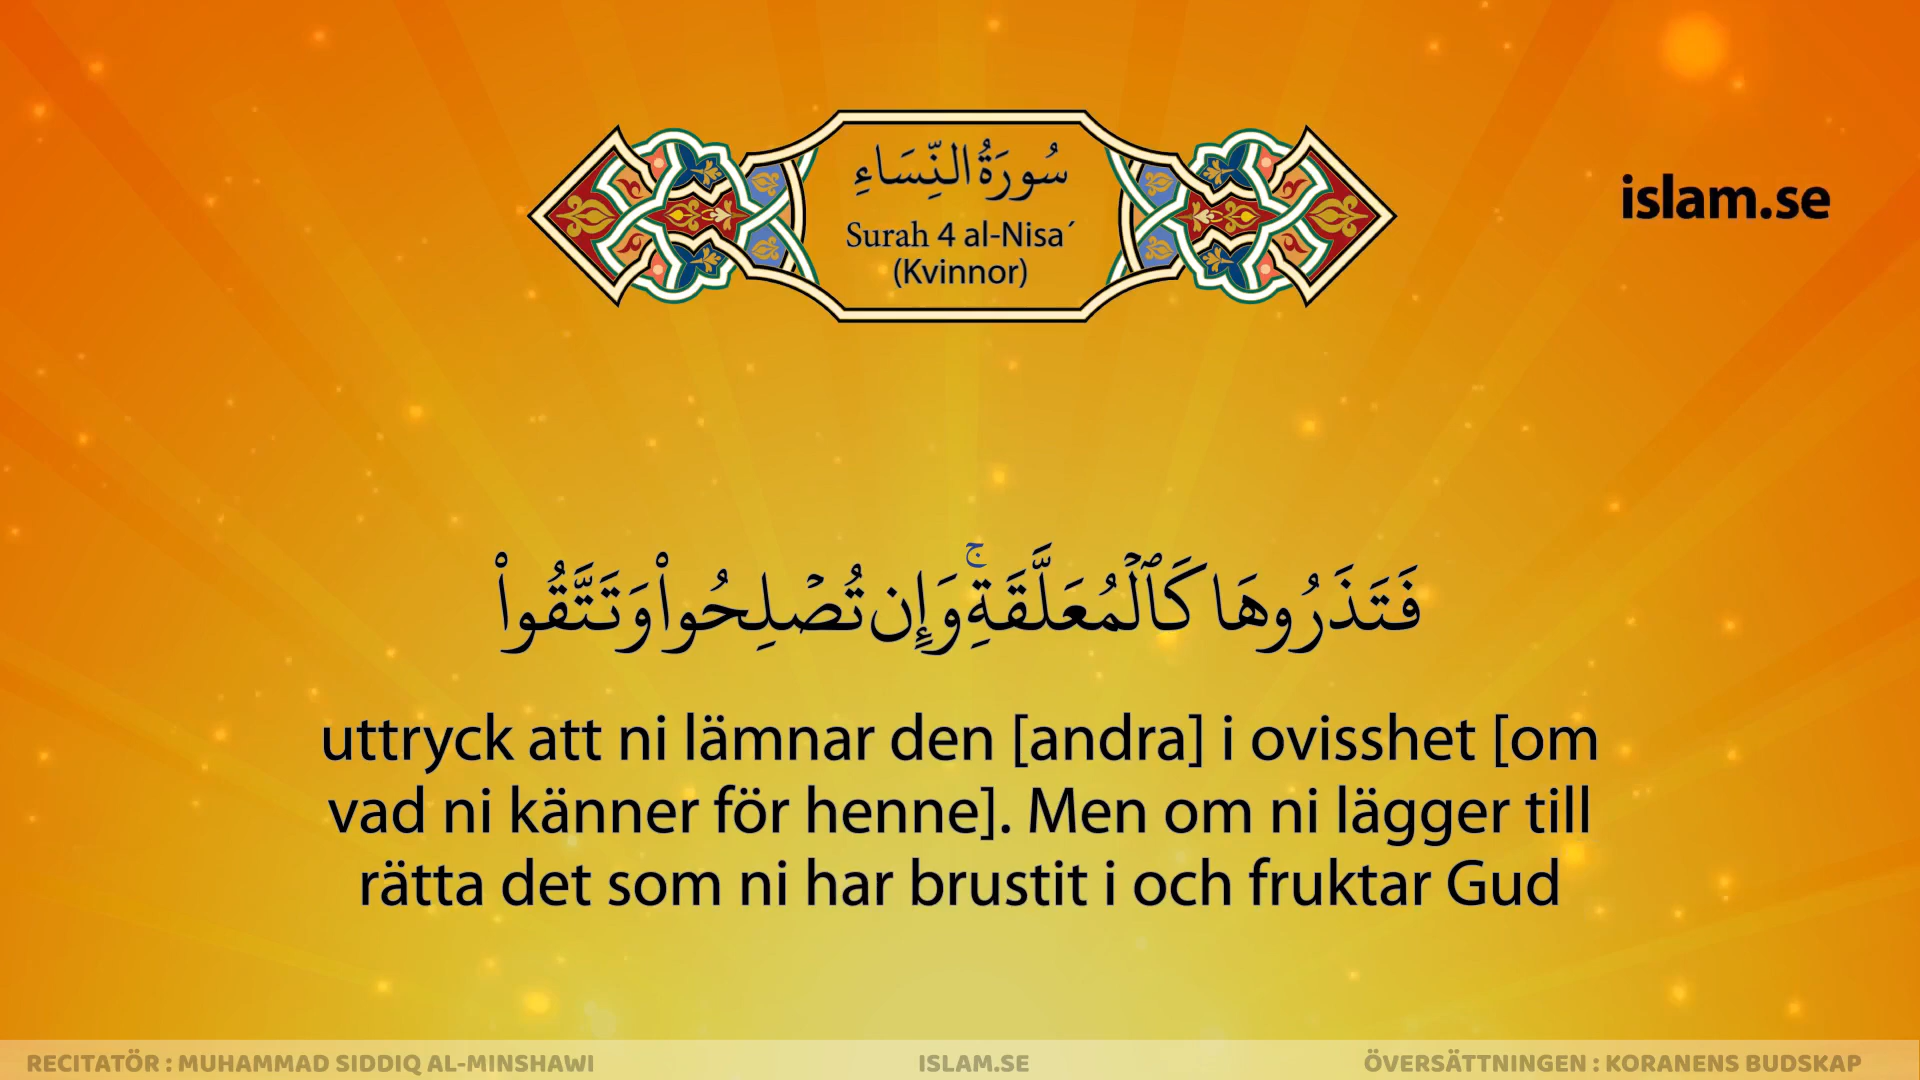 سُورَةُ النِّسَاءِ
Surah 4 al-Nisa´
(Kvinnor)
islam.se
فَتَذَرُوهَا كَٱلْمُعَلَّقَةِ ۚ وَإِن تُصْلِحُوا۟ وَتَتَّقُوا۟
uttryck att ni lämnar den [andra] i ovisshet [om
vad ni känner för henne]. Men om ni lägger till
rätta det som ni har brustit i och fruktar Gud
RECITATÖR : MUHAMMAD SIDDIQ AL-MINSHAWI
ISLAM.SE
ÖVERSÄTTNINGEN : KORANENS BUDSKAP